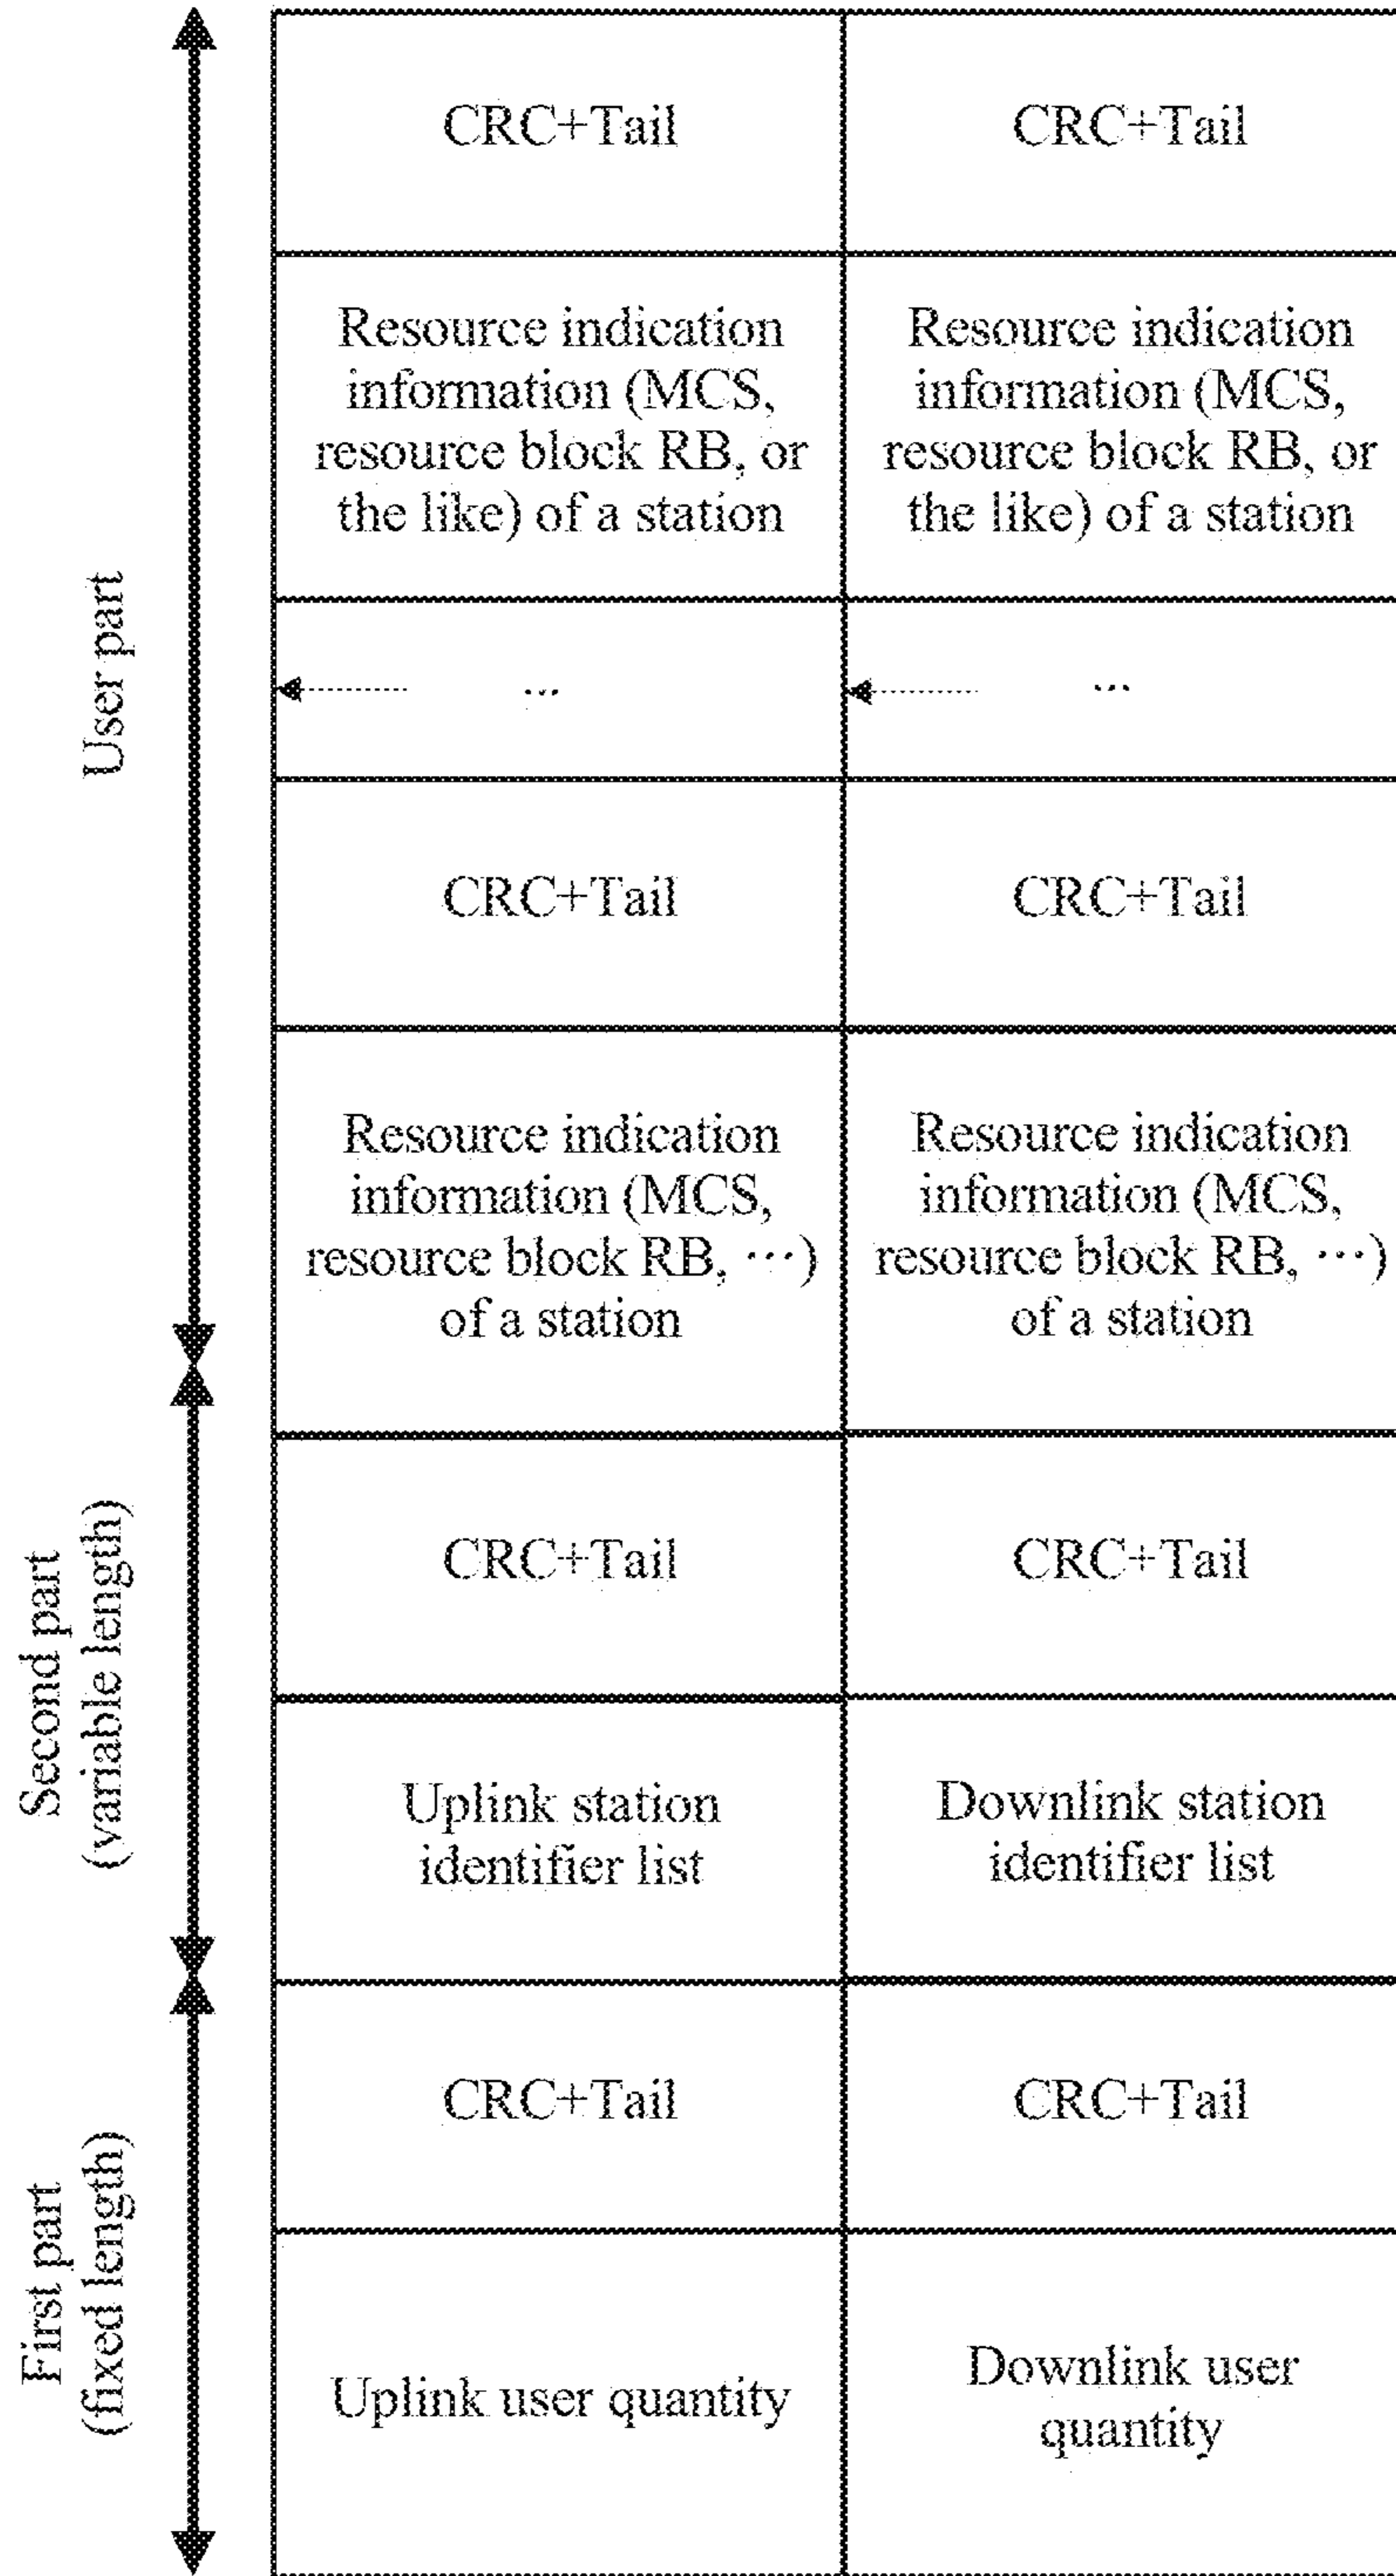 User part
Second part
(variable length)
First part
(fixed length)
CRC+Tail
CRC+Tail
Resource indication
information (MCS,
resource block RB, or
the like) of a station
Resource indication
information (MCS,
resource block RB, or
the like) of a station
...
...
CRC+Tail
CRC+Tail
Resource indication
information (MCS,
resource block RB, ···)
of a station
Resource indication
information (MCS,
resource block RB, ···)
of a station
CRC+Tail
CRC+Tail
Uplink station
identifier list
Downlink station
identifier list
CRC+Tail
CRC+Tail
Uplink user quantity
Downlink user
quantity